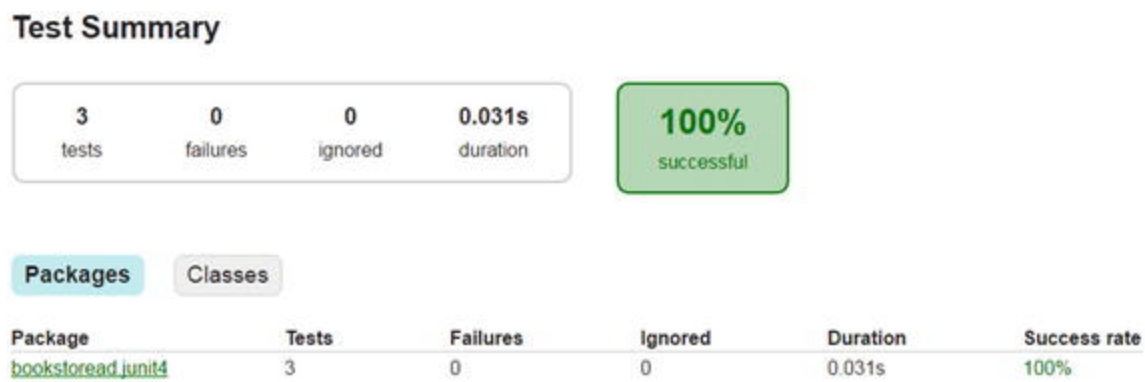 Test Summary
3 0 0 0.031s 100%
tests failures ignored duration successful
Packages Classes
Package Tests Failures Ignored Duration Success rate
bookstoread.junit4 3 0 0 0.031s 100%